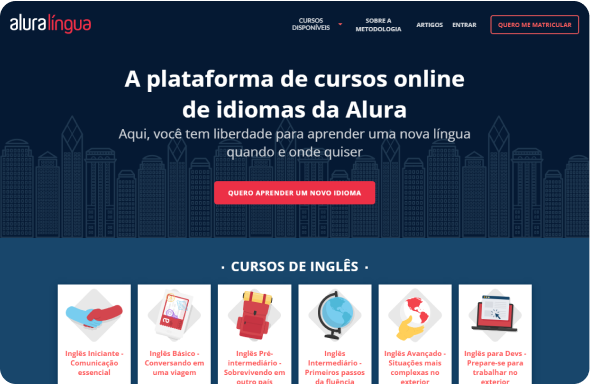 aluralíngua
CURSOS DISPONÍVEIS
SOBRE A METODOLOGIA
ARTIGOS
ENTRAR
QUERO ME MATRICULAR
A plataforma de cursos online
de idiomas da Alura
Aqui, você tem liberdade para aprender uma nova língua
quando e onde quiser
QUERO APRENDER UM NOVO IDIOMA
· CURSOS DE INGLÊS ·
Inglês Iniciante -
Comunicação
essencial
Inglês Básico -
Conversando em
uma viagem
Inglês Pré-
intermediário -
Sobrevivendo em
outro país
Inglês
Intermediário -
Primeiros passos
da fluência
Inglês Avançado -
Situações mais
complexas no
exterior
Inglês para Devs -
Prepare-se para
trabalhar no
exterior